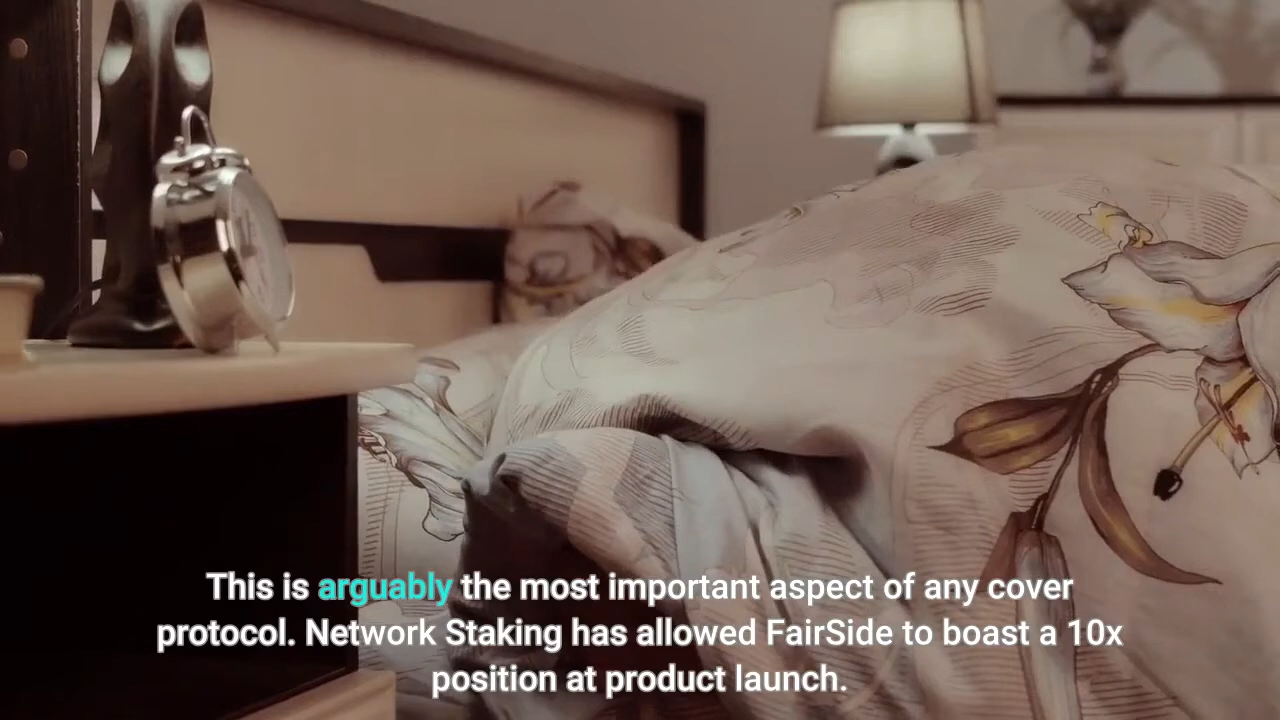 This is arguably the most important aspect of any cover
protocol. Network Staking has allowed FairSide to boast a 10x
position at product launch.